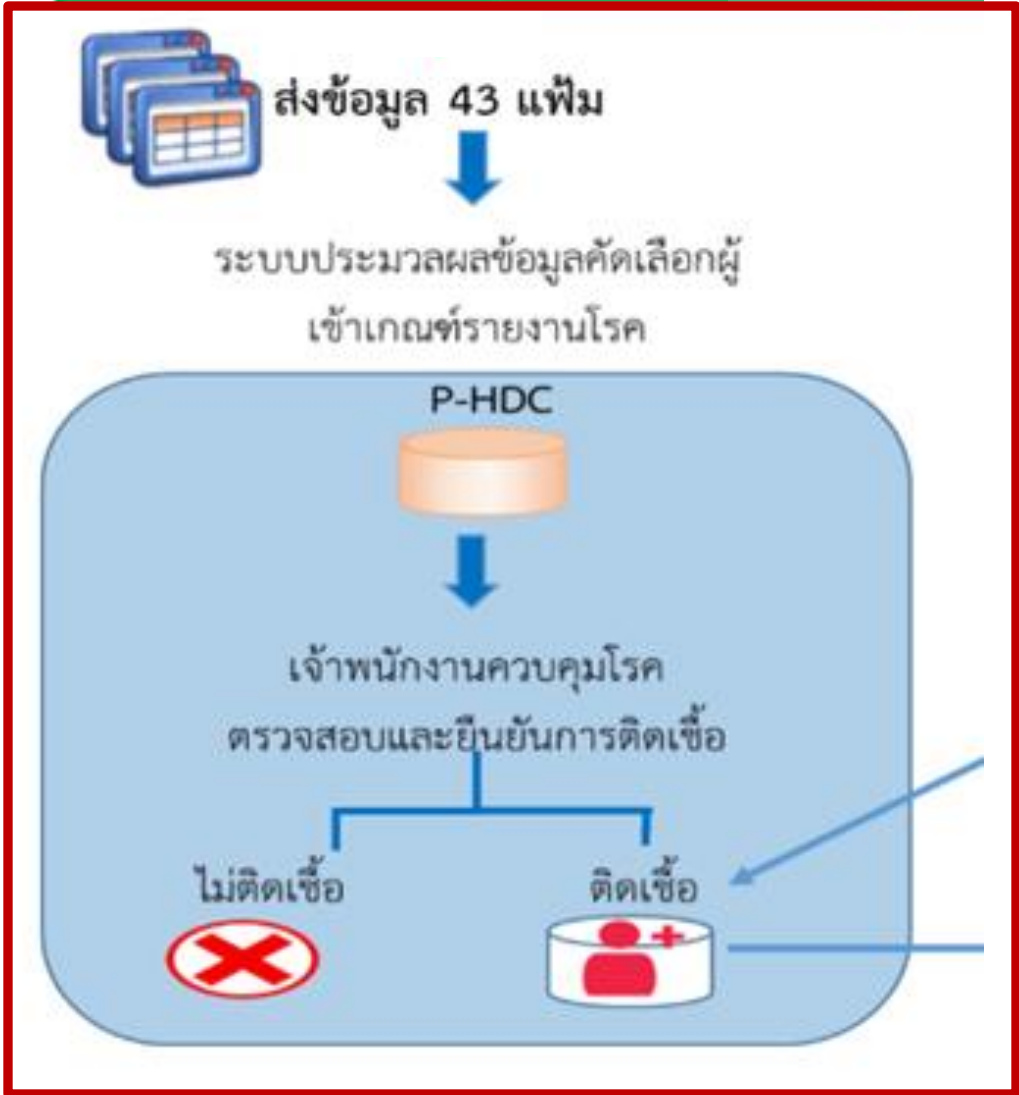 ส่งข้อมูล 43 แฟ้ม
ระบบประมวลผลข้อมูลคัดเลือกผู้
เข้าเกณฑ์รายงานโรค
P-HDC
เจ้าพนักงานควบคุมโรค
ตรวจสอบและยืนยันการติดเชื้อ
ไม่ติดเชื้อ
ติดเชื้อ